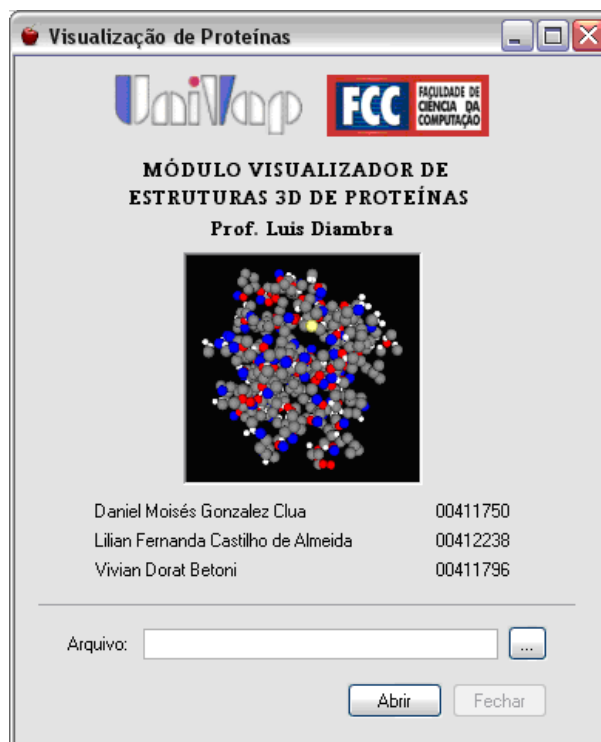 Visualização de Proteínas
UniVap
FCC
FACULDADE DE
CIÊNCIA DA
COMPUTAÇÃO
MÓDULO VISUALIZADOR DE
ESTRUTURAS 3D DE PROTEÍNAS
Prof. Luis Diambra
Daniel Moisés Gonzalez Clua 00411750
Lilian Fernanda Castilho de Almeida 00412238
Vivian Dorat Betoni 00411796
Arquivo: ...
Abrir Fechar